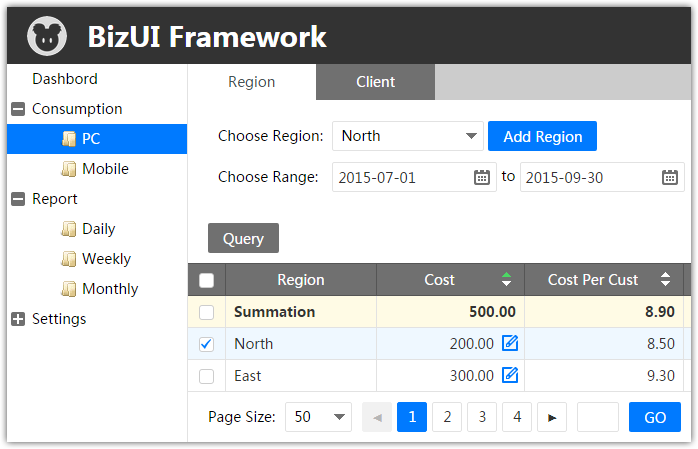 BizUI Framework
Dashbord
Consumption
PC
Mobile
Report
Daily
Weekly
Monthly
Settings
Region Client
Choose Region: North Add Region
Choose Range: 2015-07-01 to 2015-09-30
Query
Region Cost Cost Per Cust
Summation 500.00 8.90
North 200.00 8.50
East 300.00 9.30
Page Size: 50 1 2 3 4 GO